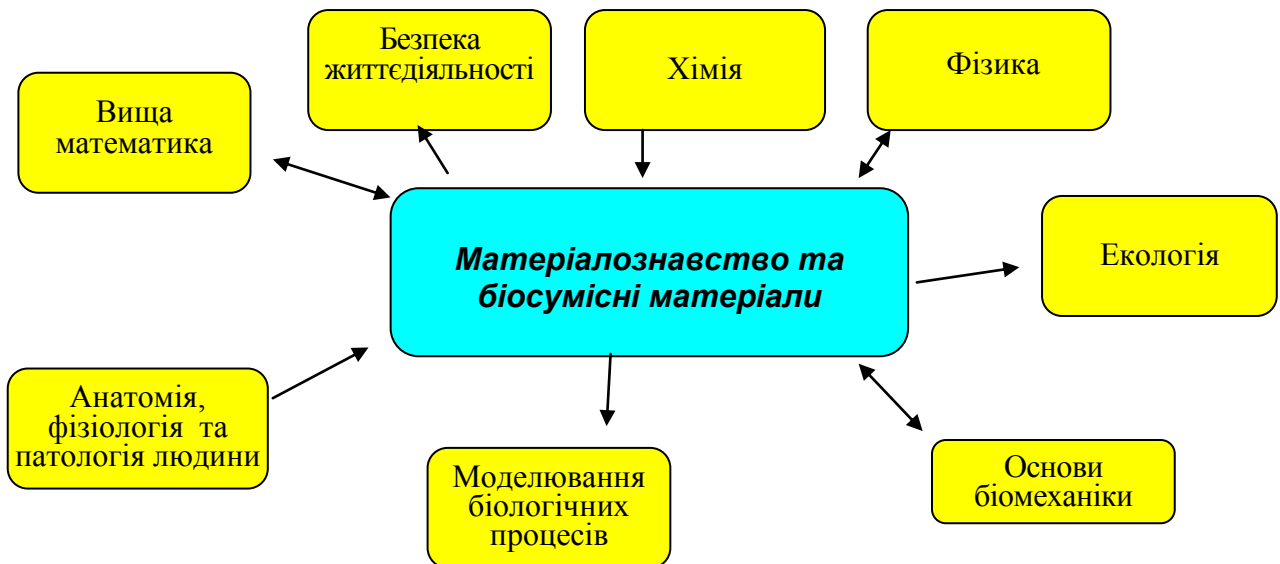 Безпека
життєдіяльності
Хімія
Фізика
Вища
математика
Матеріалознавство та
біосумісні матеріали
Екологія
Анатомія,
фізіологія та
патологія людини
Моделювання
біологічних
процесів
Основи
біомеханіки